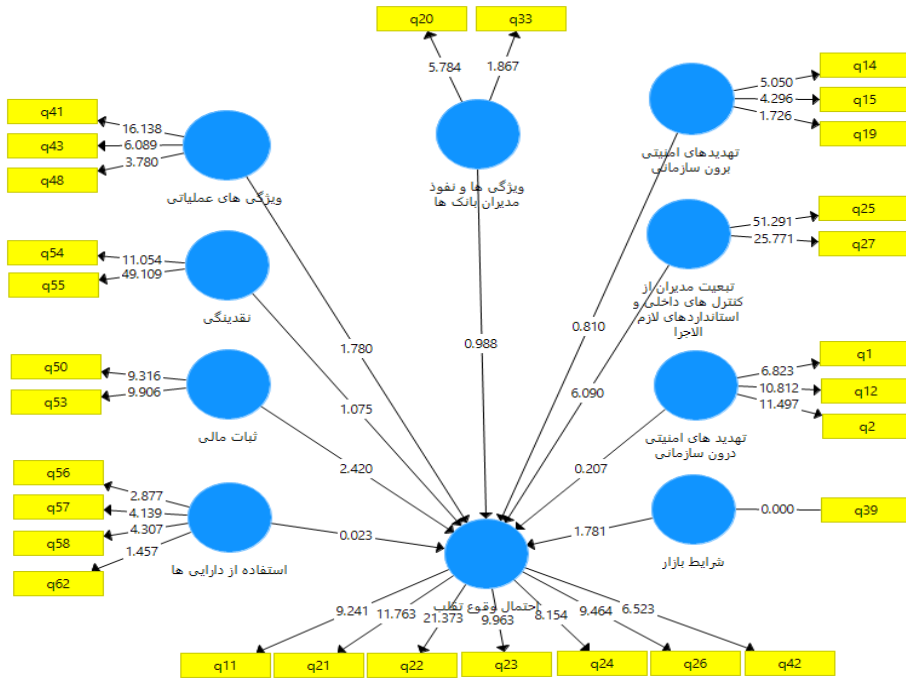 q20
q33
5.784
1.867
ویژگی ها و نفوذ
مدیران بانک ها
0.988
q14
q15
q19
5.050
4.296
1.726
تهدیدهای امنیتی
برون سازمانی
0.810
q41
q43
q48
16.138
6.089
3.780
ویژگی های عملیاتی
1.780
q25
q27
51.291
25.771
تبعیت مدیران از
کنترل های داخلی و
استانداردهای لازم
الاجرا
6.090
q54
q55
11.054
49.109
نقدینگی
1.075
q1
q12
q2
6.823
10.812
11.497
تهدید های امنیتی
درون سازمانی
0.207
q50
q53
9.316
9.906
ثبات مالی
2.420
q56
q57
q58
q62
2.877
4.139
4.307
1.457
استفاده از دارایی ها
0.023
0.000
q39
شرایط بازار
1.781
احتمال وقوع تقلب
9.241
11.763
21.373
9.963
8.154
9.464
6.523
q11
q21
q22
q23
q24
q26
q42